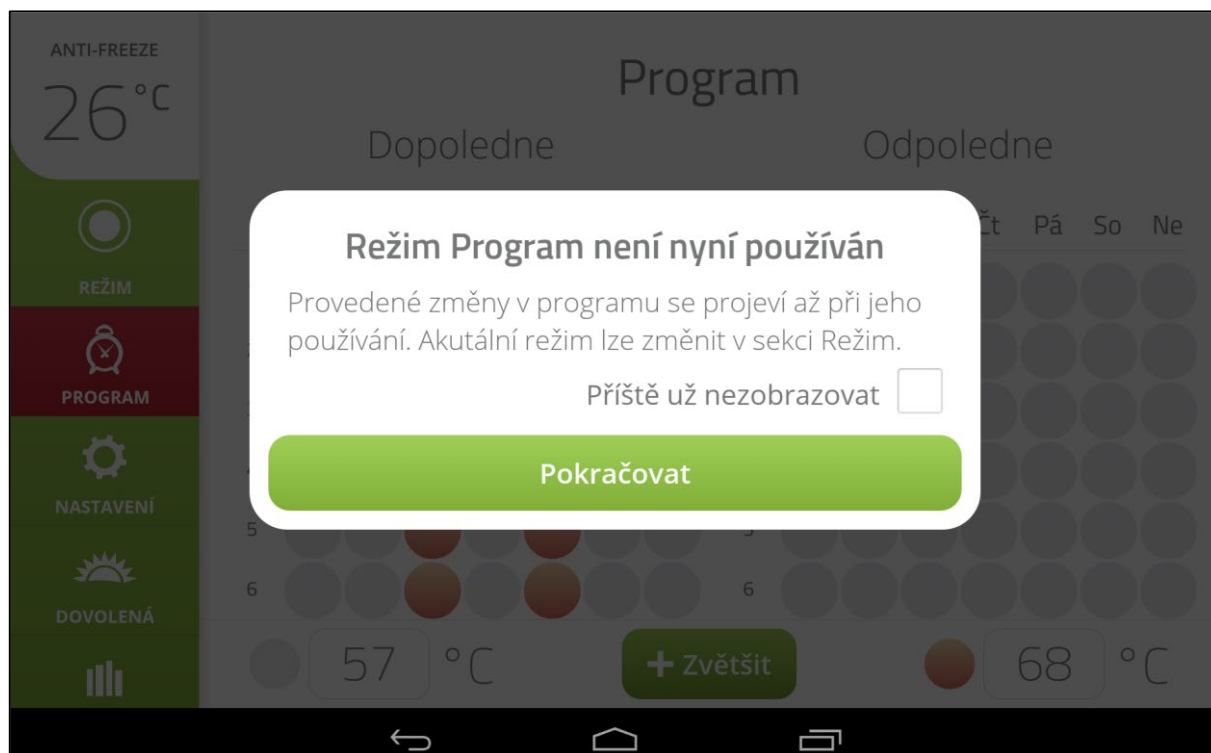 ANTI-FREEZE
26 °C
REŽIM
PROGRAM
NASTAVENÍ
DOVOLENÁ
Program
Dopoledne
Odpoledne
Čt Pá So Ne
Režim Program není nyní používán
Provedené změny v programu se projeví až při jeho
používání. Akutální režim lze změnit v sekci Režim.
Příště už nezobrazovat
Pokračovat
5
6 6
57 °C + Zvětšit 68 °C